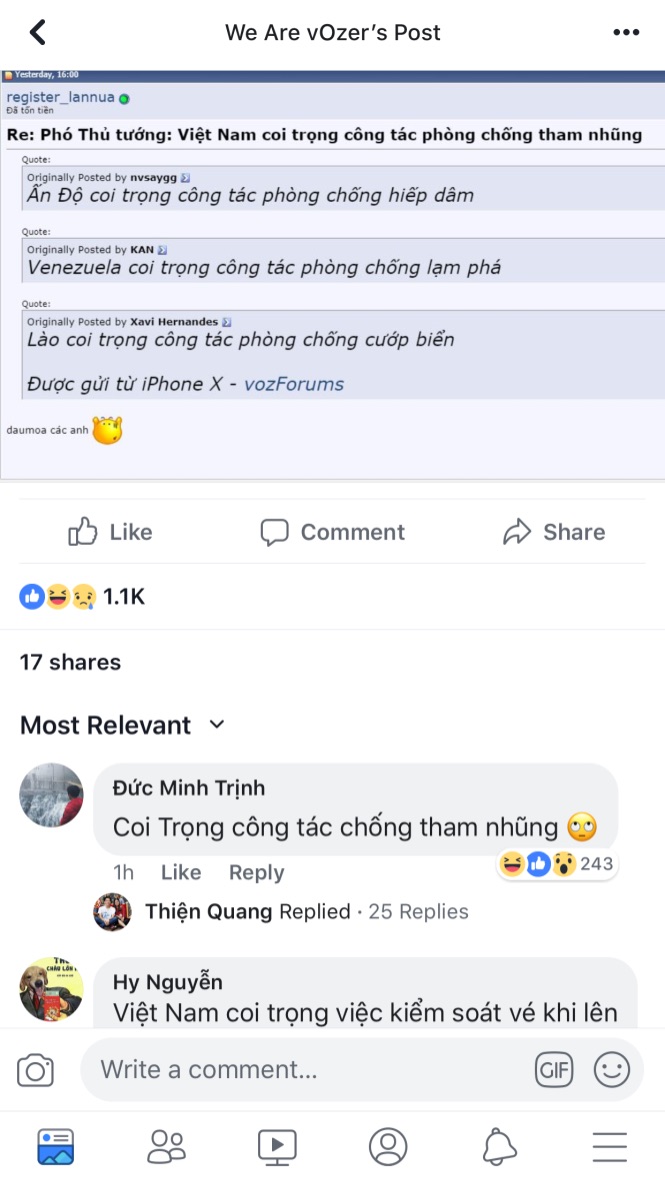 We Are vOzer’s Post
Yesterday, 16:00
register_lannua
Đã tốn tiền
Re: Phó Thủ tướng: Việt Nam coi trọng công tác phòng chống tham nhũng
Quote:
Originally Posted by nvsaygg
Ấn Độ coi trọng công tác phòng chống hiếp dâm
Quote:
Originally Posted by KAN
Venezuela coi trọng công tác phòng chống lạm phá
Quote:
Originally Posted by Xavi Hernandes
Lào coi trọng công tác phòng chống cướp biển
Được gửi từ iPhone X - vozForums
daumoa các anh
Like Comment Share
1.1K
17 shares
Most Relevant
Đức Minh Trịnh
Coi Trọng công tác chống tham nhũng 🙄
243
1h Like Reply
Thiện Quang Replied · 25 Replies
Hy Nguyễn
Việt Nam coi trọng việc kiểm soát vé khi lên
Write a comment...
GIF